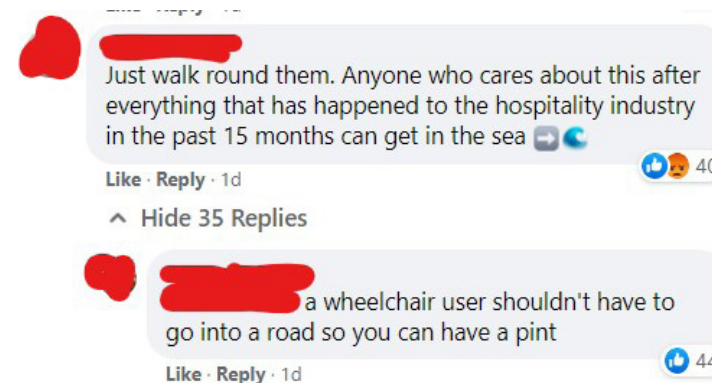 Just walk round them. Anyone who cares about this after
everything that has happened to the hospitality industry
in the past 15 months can get in the sea ➡️🌊
40
Like · Reply · 1d
Hide 35 Replies
a wheelchair user shouldn't have to
go into a road so you can have a pint
44
Like · Reply · 1d